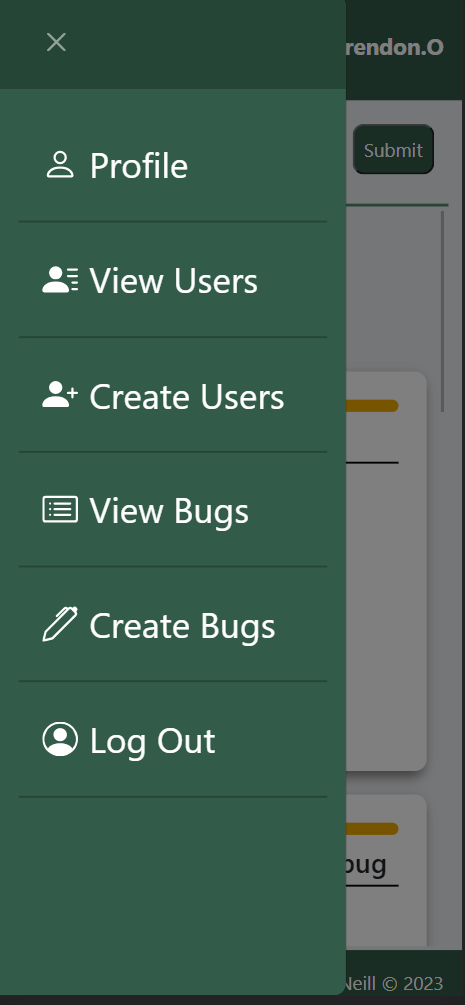 rendon.O
Submit
Profile
View Users
Create Users
View Bugs
Create Bugs
Log Out
bug
Neill © 2023